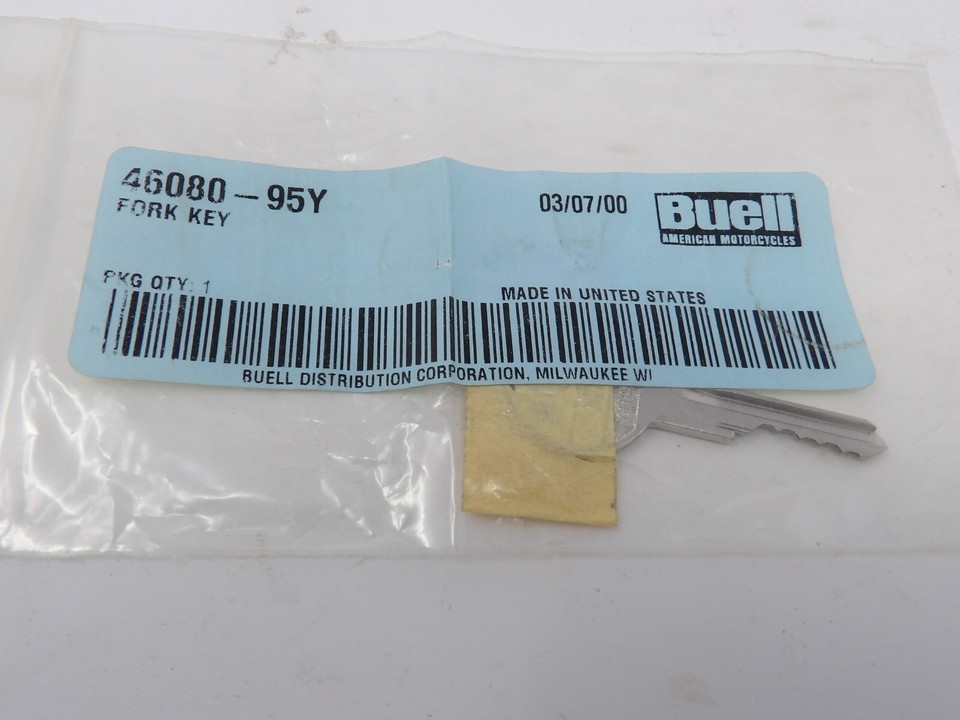 46080-95Y
FORK KEY
03/07/00
Buell
AMERICAN MOTORCYCLES
PKG QTY: 1
MADE IN UNITED STATES
BUELL DISTRIBUTION CORPORATION, MILWAUKEE WI